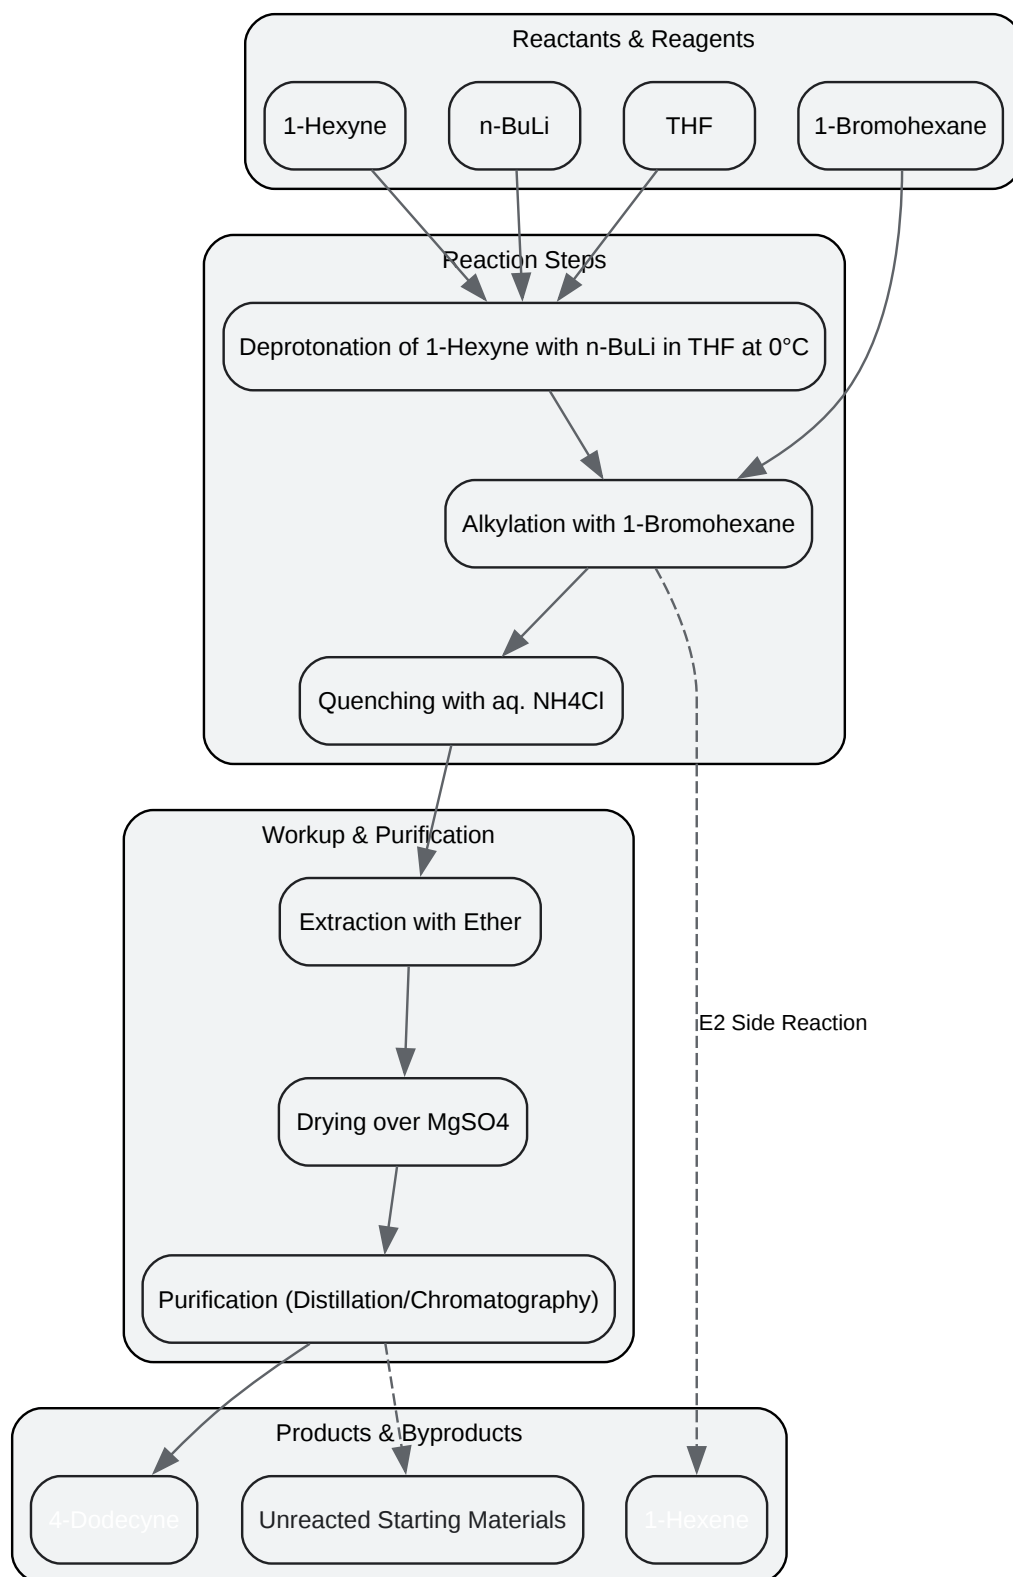 Reactants & Reagents
1-Hexyne
n-BuLi
THF
1-Bromohexane
Reaction Steps
Deprotonation of 1-Hexyne with n-BuLi in THF at 0°C
Alkylation with 1-Bromohexane
Quenching with aq. NH4Cl
Workup & Purification
Extraction with Ether
E2 Side Reaction
Drying over MgSO4
Purification (Distillation/Chromatography)
Products & Byproducts
4-Dodecyne
Unreacted Starting Materials
1-Hexene